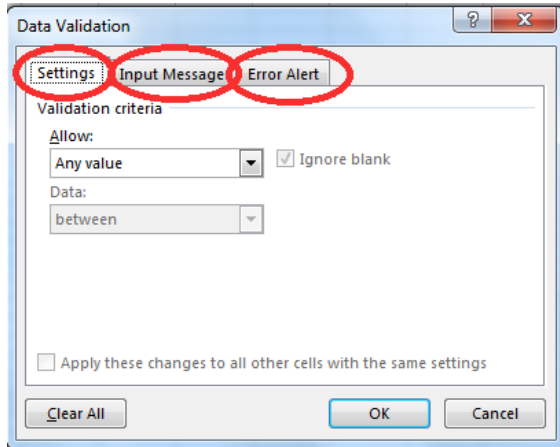 Data Validation
?
Settings Input Message Error Alert
Validation criteria
Allow:
Any value Ignore blank
Data:
between
Apply these changes to all other cells with the same settings
Clear All OK Cancel